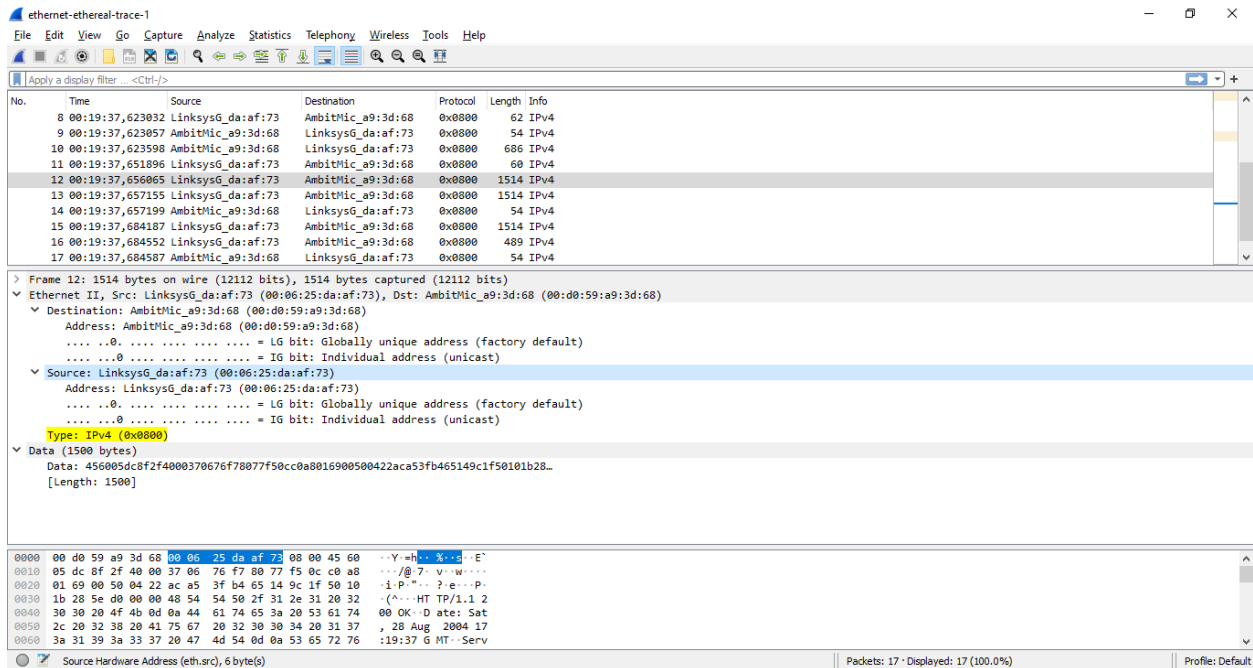 ethernet-ethereal-trace-1
File Edit View Go Capture Analyze Statistics Telephony Wireless Tools Help
Apply a display filter ... <Ctrl-/>
No. Time Source Destination Protocol Length Info
8 00:19:37,623032 LinksysG_da:af:73 AmbitMic_a9:3d:68 0x0800 62 IPv4
9 00:19:37,623057 AmbitMic_a9:3d:68 LinksysG_da:af:73 0x0800 54 IPv4
10 00:19:37,623598 AmbitMic_a9:3d:68 LinksysG_da:af:73 0x0800 686 IPv4
11 00:19:37,651896 LinksysG_da:af:73 AmbitMic_a9:3d:68 0x0800 60 IPv4
12 00:19:37,656065 LinksysG_da:af:73 AmbitMic_a9:3d:68 0x0800 1514 IPv4
13 00:19:37,657155 LinksysG_da:af:73 AmbitMic_a9:3d:68 0x0800 1514 IPv4
14 00:19:37,657199 AmbitMic_a9:3d:68 LinksysG_da:af:73 0x0800 54 IPv4
15 00:19:37,684187 LinksysG_da:af:73 AmbitMic_a9:3d:68 0x0800 1514 IPv4
16 00:19:37,684552 LinksysG_da:af:73 AmbitMic_a9:3d:68 0x0800 489 IPv4
17 00:19:37,684587 AmbitMic_a9:3d:68 LinksysG_da:af:73 0x0800 54 IPv4
Frame 12: 1514 bytes on wire (12112 bits), 1514 bytes captured (12112 bits)
Ethernet II, Src: LinksysG_da:af:73 (00:06:25:da:af:73), Dst: AmbitMic_a9:3d:68 (00:d0:59:a9:3d:68)
Destination: AmbitMic_a9:3d:68 (00:d0:59:a9:3d:68)
Address: AmbitMic_a9:3d:68 (00:d0:59:a9:3d:68)
.... ..0. .... .... .... .... = LG bit: Globally unique address (factory default)
.... ...0 .... .... .... .... = IG bit: Individual address (unicast)
Source: LinksysG_da:af:73 (00:06:25:da:af:73)
Address: LinksysG_da:af:73 (00:06:25:da:af:73)
.... ..0. .... .... .... .... = LG bit: Globally unique address (factory default)
.... ...0 .... .... .... .... = IG bit: Individual address (unicast)
Type: IPv4 (0x0800)
Data (1500 bytes)
Data: 456005dc8f2f4000370676f78077f50cc0a8016900500422aca53fb465149c1f50101b28…
[Length: 1500]
0000 00 d0 59 a9 3d 68 00 06 25 da af 73 08 00 45 60 ··Y·=h·· %··s··E`
0010 05 dc 8f 2f 40 00 37 06 76 f7 80 77 f5 0c c0 a8 ···/@·7· v··w····
0020 01 69 00 50 04 22 ac a5 3f b4 65 14 9c 1f 50 10 ·i·P·"·· ?·e···P·
0030 1b 28 5e d0 00 00 48 54 54 50 2f 31 2e 31 20 32 ·(^···HT TP/1.1 2
0040 30 30 20 4f 4b 0d 0a 44 61 74 65 3a 20 53 61 74 00 OK··D ate: Sat
0050 2c 20 32 38 20 41 75 67 20 32 30 30 34 20 31 37 , 28 Aug 2004 17
0060 3a 31 39 3a 33 37 20 47 4d 54 0d 0a 53 65 72 76 :19:37 G MT··Serv
Source Hardware Address (eth.src), 6 byte(s) Packets: 17 · Displayed: 17 (100.0%) Profile: Default